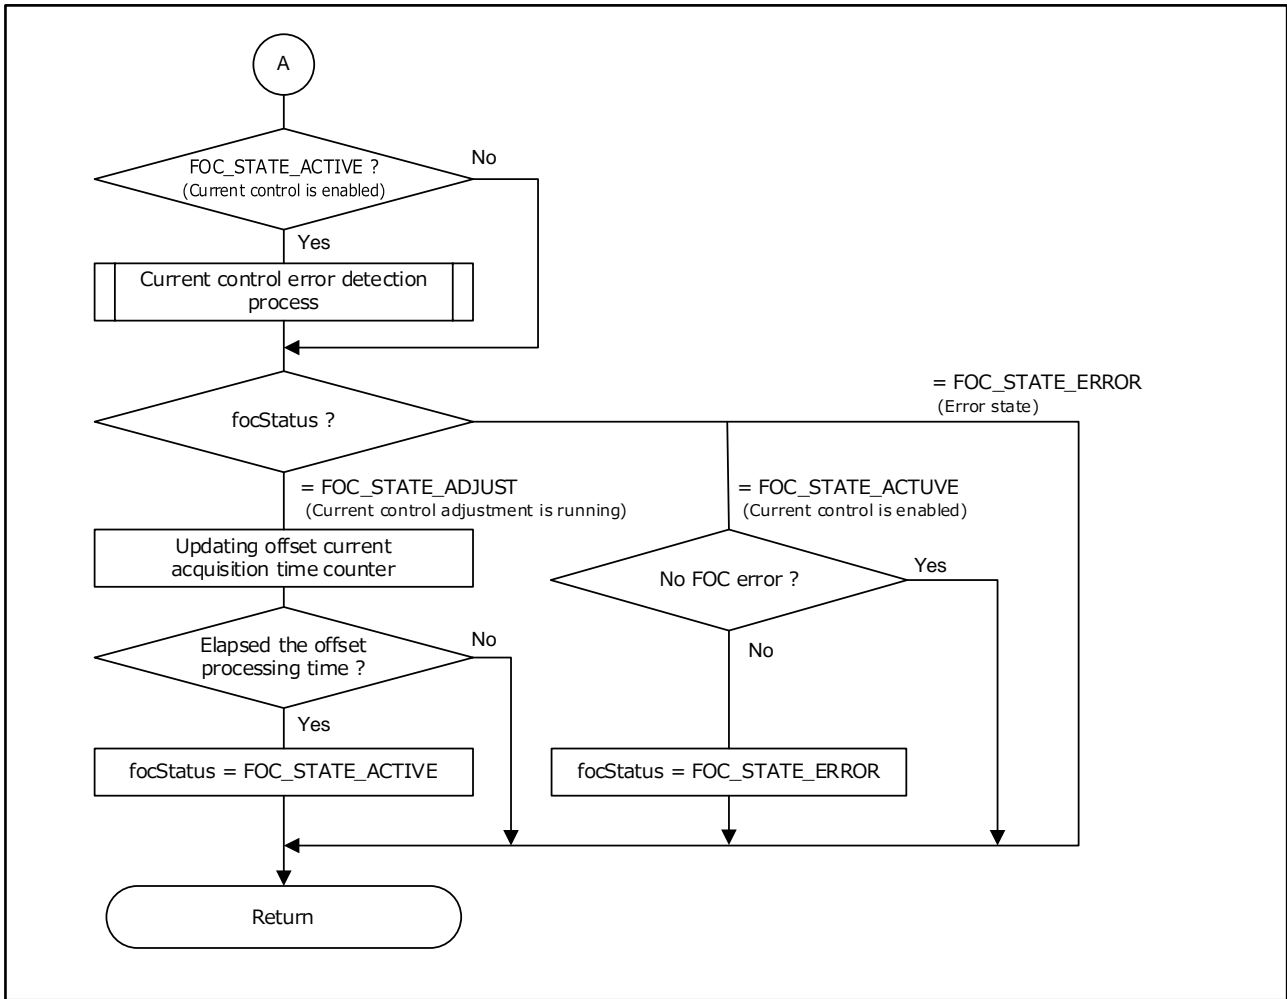 A
FOC_STATE_ACTIVE ?
(Current control is enabled)
No
Yes
Current control error detection
process
= FOC_STATE_ERROR
(Error state)
focStatus ?
= FOC_STATE_ADJUST
(Current control adjustment is running)
= FOC_STATE_ACTUVE
(Current control is enabled)
Updating offset current
acquisition time counter
No FOC error ?
Yes
No
Elapsed the offset
processing time ?
No
Yes
focStatus = FOC_STATE_ACTIVE
focStatus = FOC_STATE_ERROR
Return